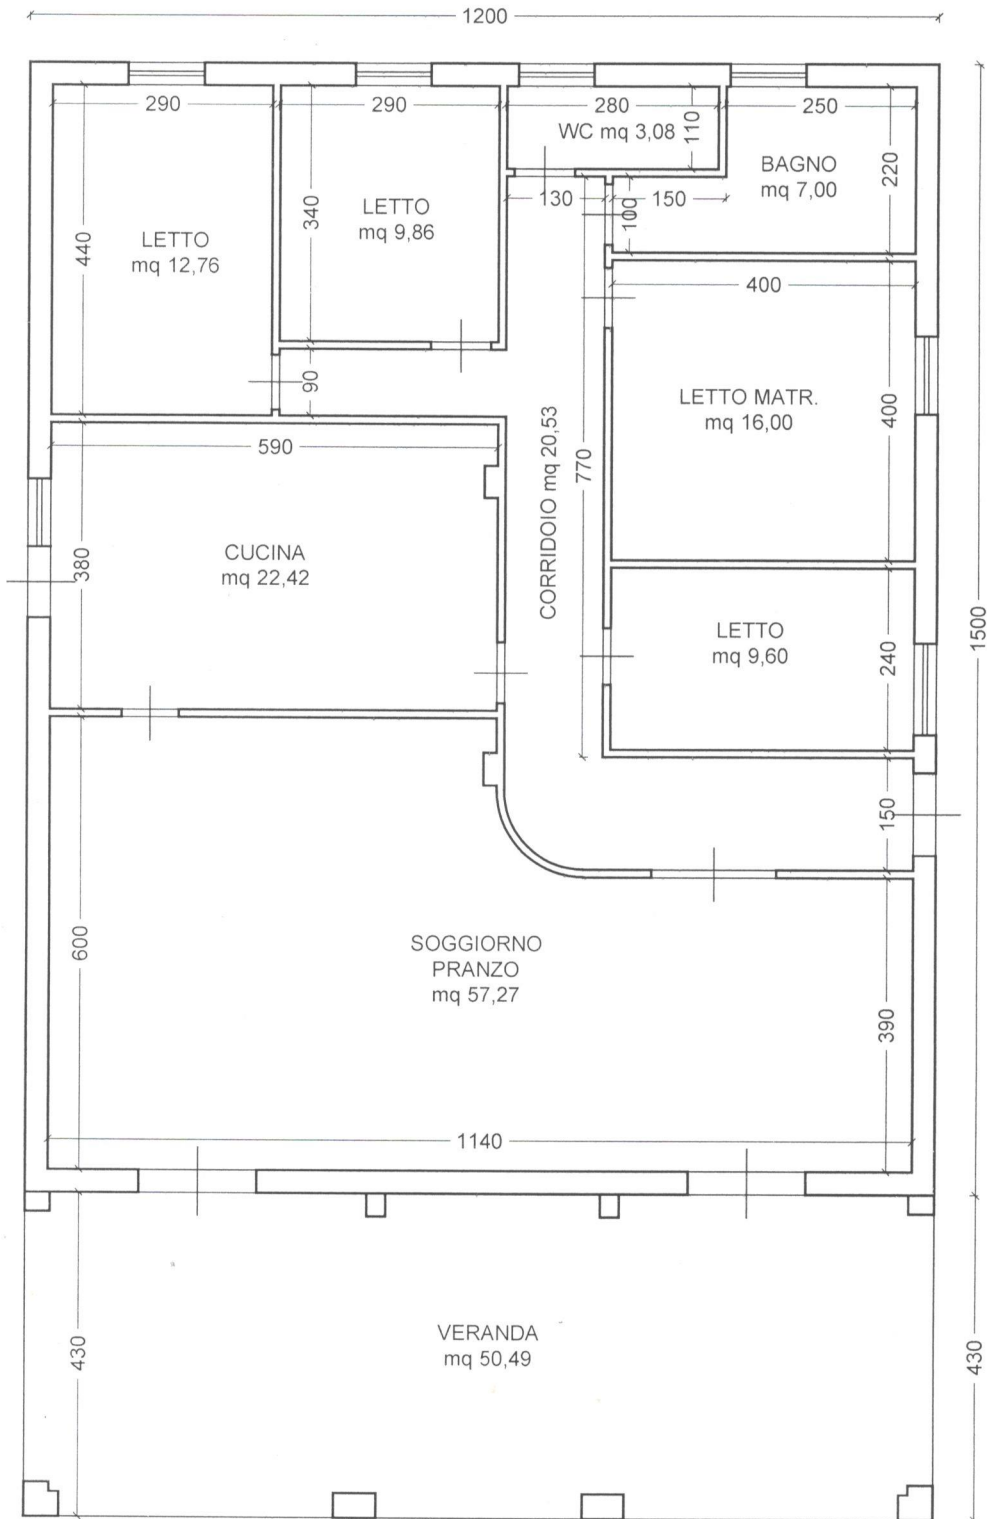 1200
290
290
280
250
WC mq 3,08
110
BAGNO
mq 7,00
220
130
150
100
LETTO
mq 12,76
440
LETTO
mq 9,86
340
90
400
LETTO MATR.
mq 16,00
400
590
CORRIDOIO mq 20,53
770
CUCINA
mq 22,42
380
LETTO
mq 9,60
240
1500
150
SOGGIORNO
PRANZO
mq 57,27
600
390
1140
VERANDA
mq 50,49
430
430